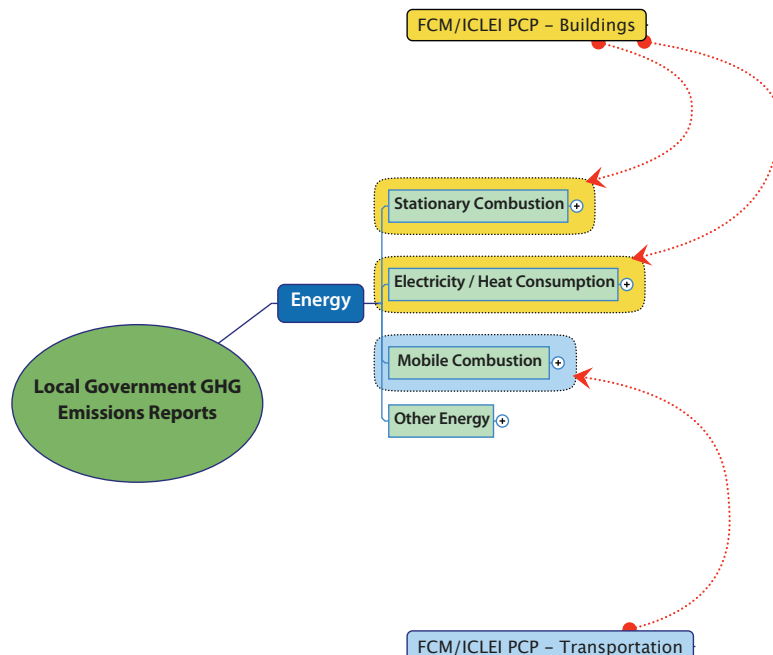 FCM/ICLEI PCP – Buildings
Stationary Combustion
Electricity / Heat Consumption
Energy
Mobile Combustion
Local Government GHG
Emissions Reports
Other Energy
FCM/ICLEI PCP – Transportation